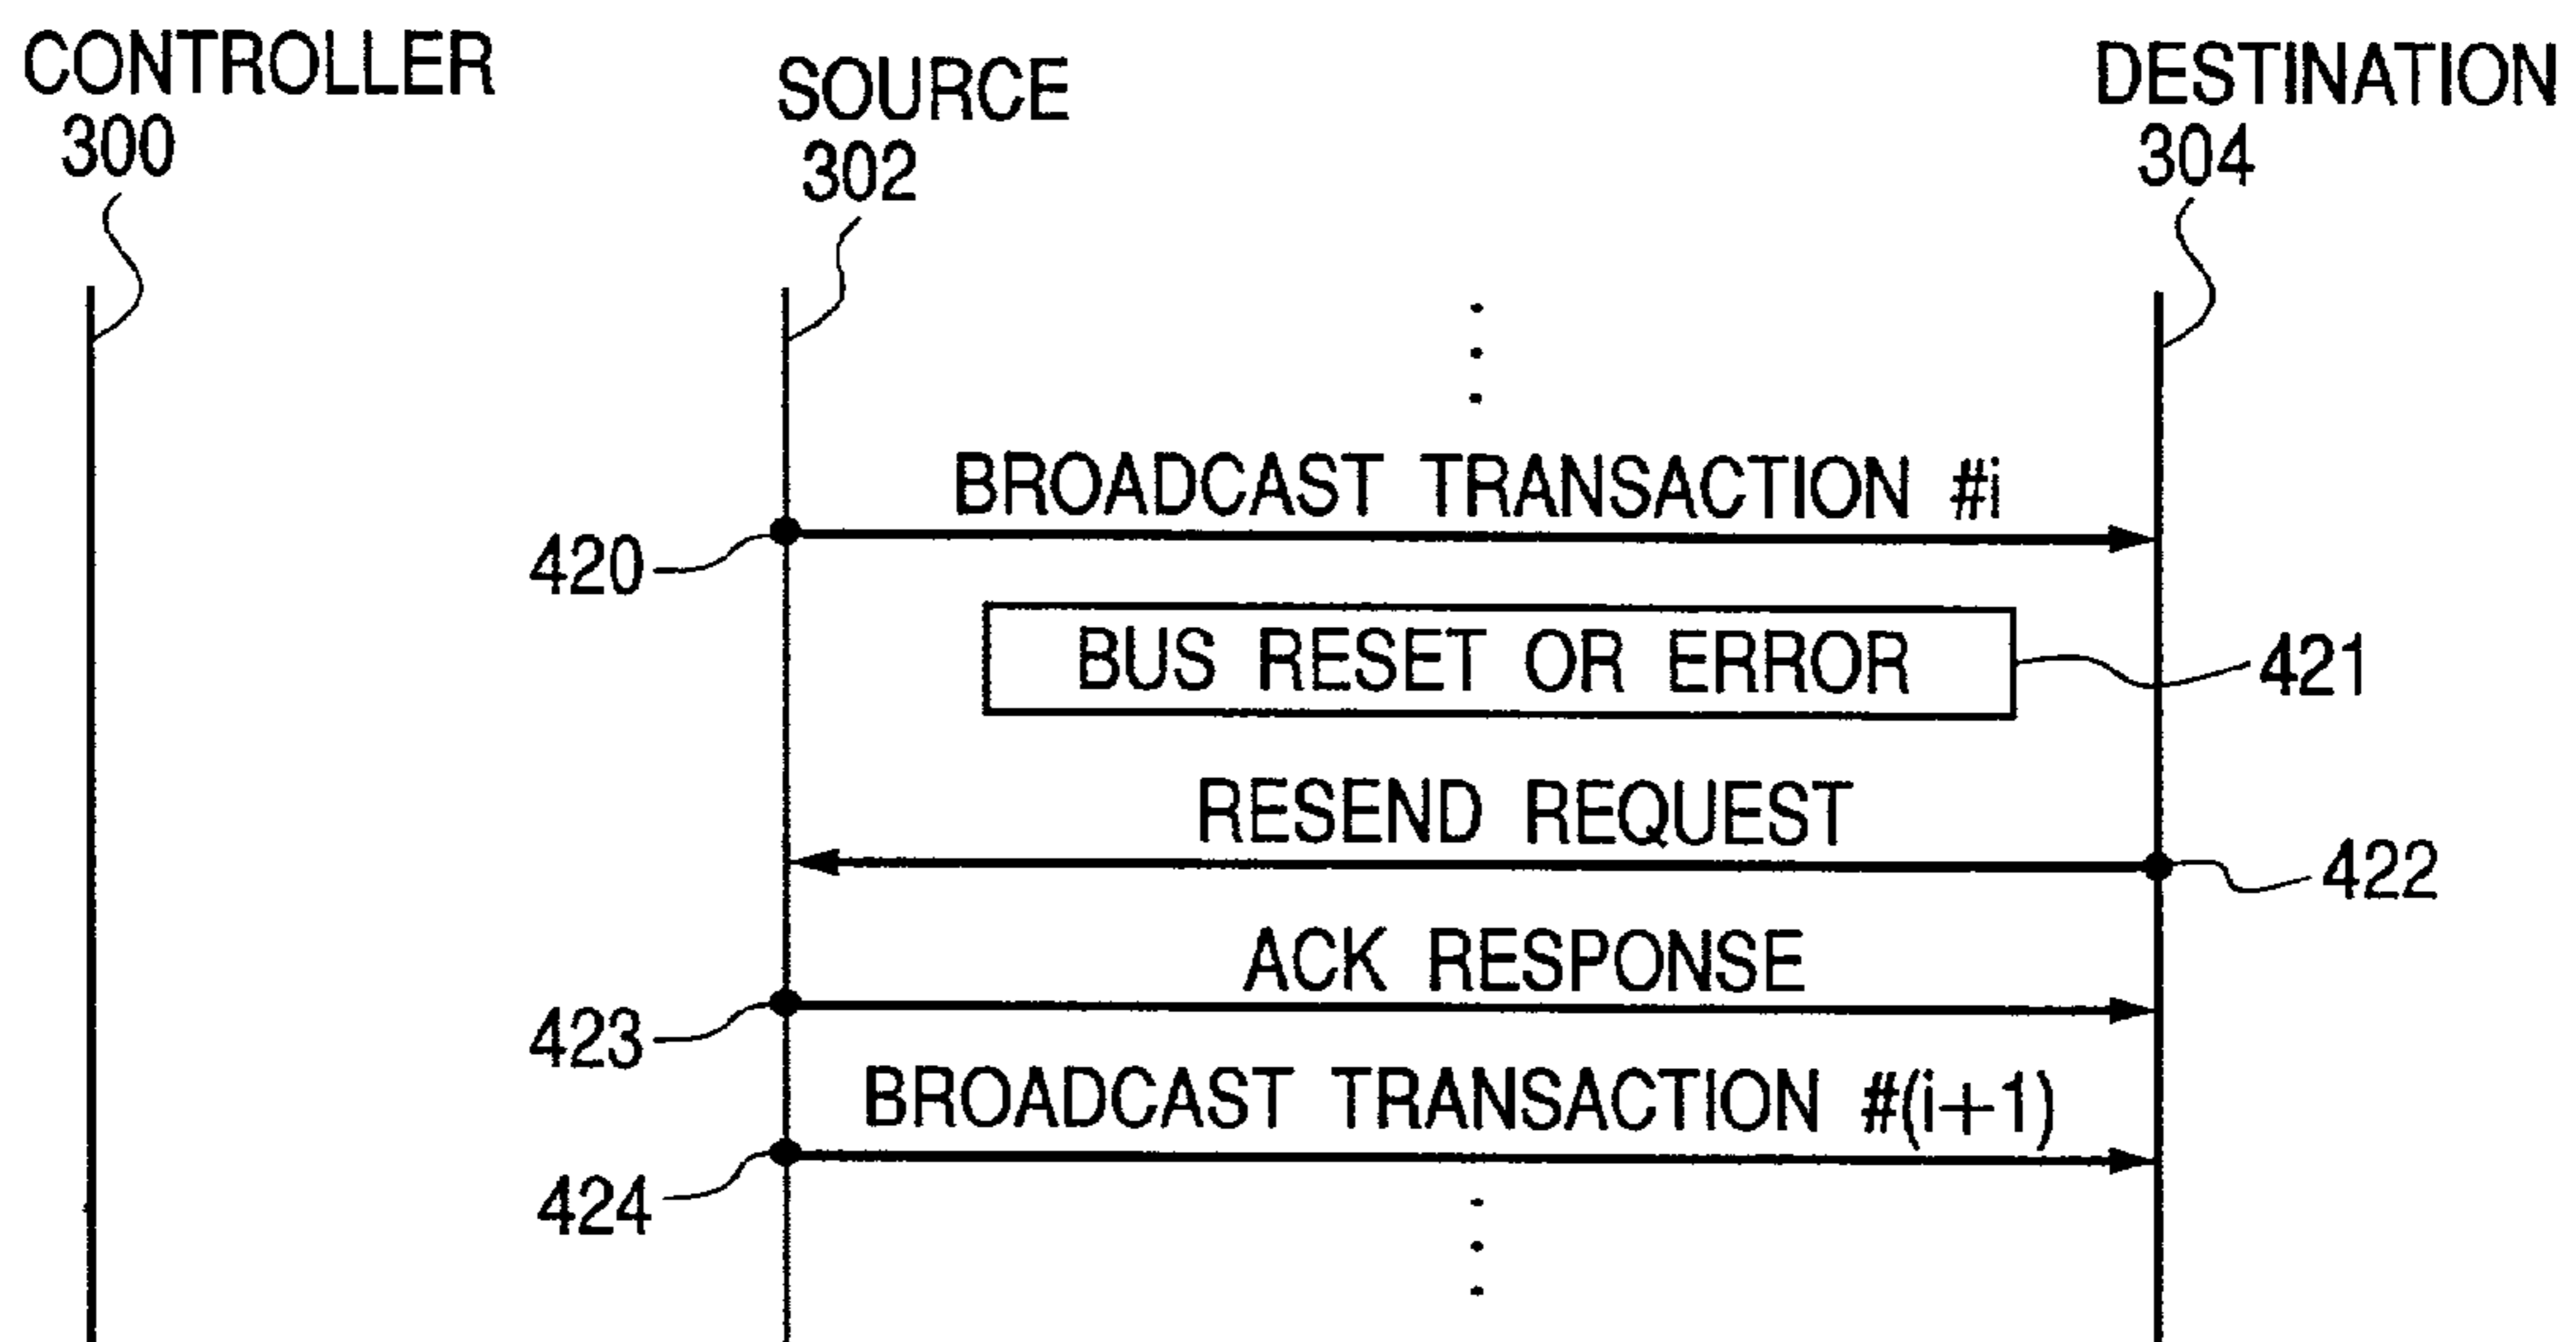 CONTROLLER
300
SOURCE
302
DESTINATION
304
BROADCAST TRANSACTION #i
420
BUS RESET OR ERROR
421
RESEND REQUEST
422
ACK RESPONSE
423
BROADCAST TRANSACTION #(i+1)
424